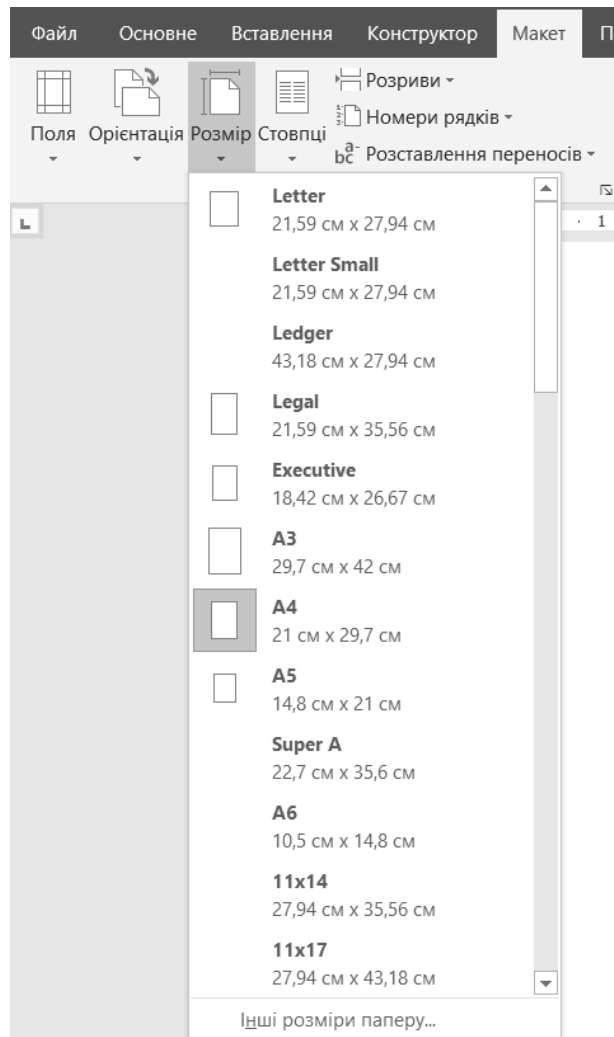 Файл Основне Вставлення Конструктор Макет П
Розриви
Номери рядків
Поля Орієнтація Розмір Стовпці
bc a- Розставлення переносів
1
Letter
21,59 см x 27,94 см
Letter Small
21,59 см x 27,94 см
Ledger
43,18 см x 27,94 см
Legal
21,59 см x 35,56 см
Executive
18,42 см x 26,67 см
A3
29,7 см x 42 см
A4
21 см x 29,7 см
A5
14,8 см x 21 см
Super A
22,7 см x 35,6 см
A6
10,5 см x 14,8 см
11x14
27,94 см x 35,56 см
11x17
27,94 см x 43,18 см
Інші розміри паперу...